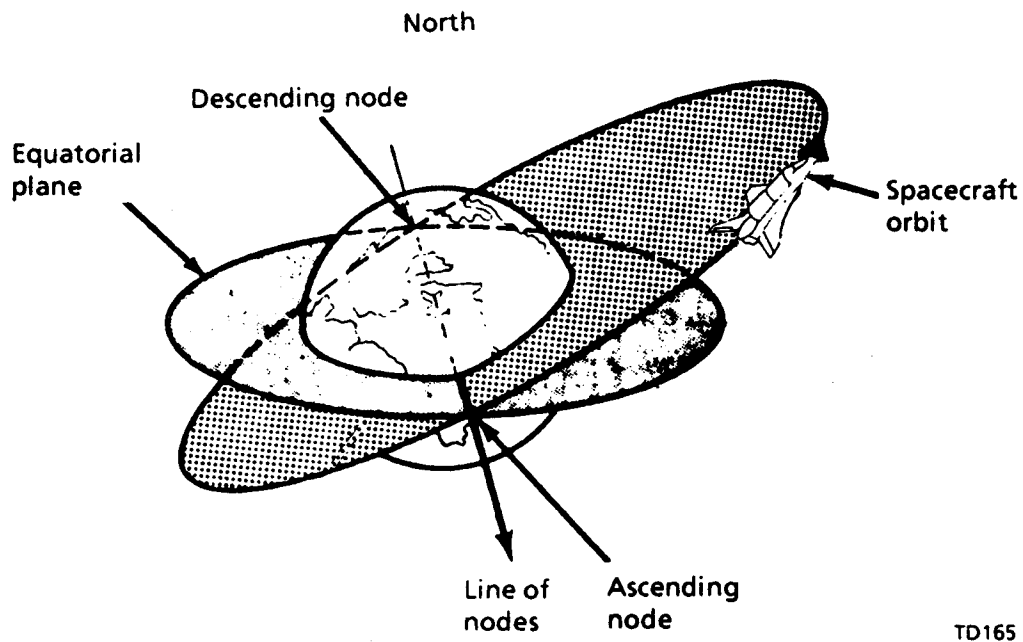 North
Descending node
Equatorial
plane
Spacecraft
orbit
Line of
nodes
Ascending
node
TD165